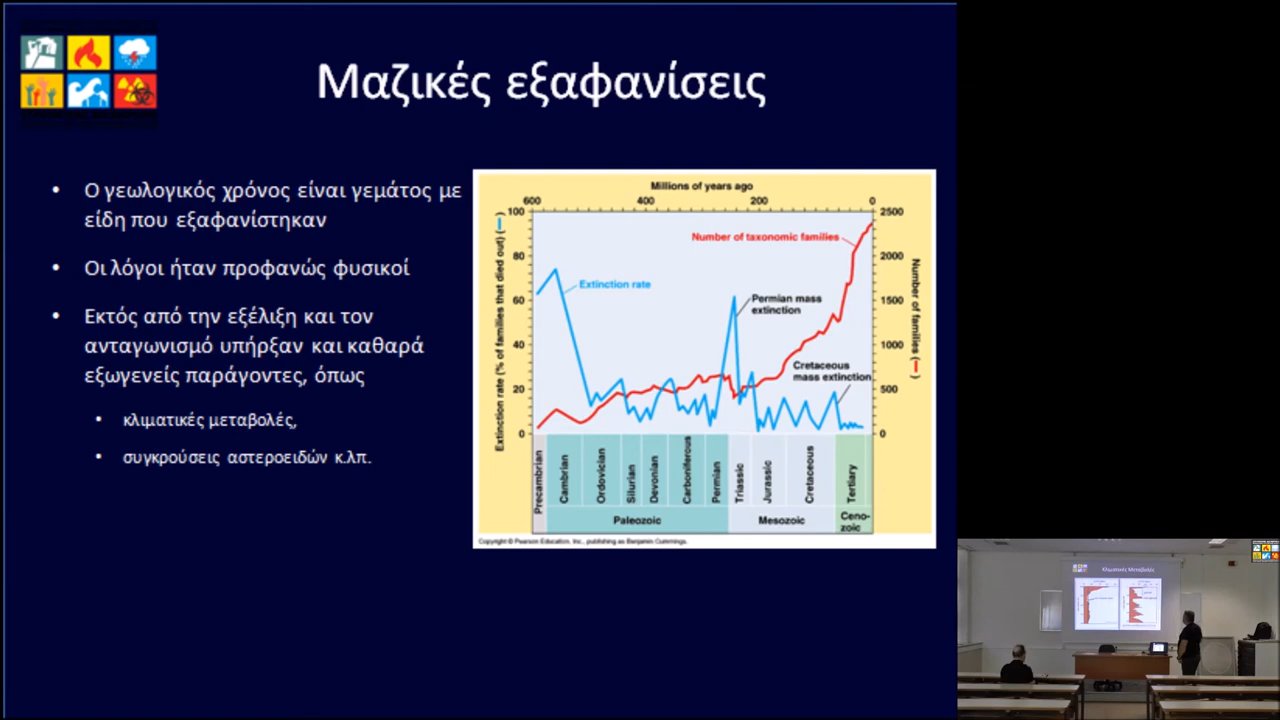 Μαζικές εξαφανίσεις
• Ο γεωλογικός χρόνος είναι γεμάτος με
είδη που εξαφανίστηκαν
• Οι λόγοι ήταν προφανώς φυσικοί
• Εκτός από την εξέλιξη και τον
ανταγωνισμό υπήρξαν και καθαρά
εξωγενείς παράγοντες, όπως
• κλιματικές μεταβολές,
• συγκρούσεις αστεροειδών κ.λπ.
Millions of years ago
600 400 200 0
Extinction rate (% of families that died out) (—)
100
80
60
40
20
0
Number of families (—)
2500
2000
1500
1000
500
0
Number of taxonomic families
Extinction rate
Permian mass
extinction
Cretaceous
mass extinction
Precambrian
Cambrian
Ordovician
Silurian
Devonian
Carboniferous
Permian
Triassic
Jurassic
Cretaceous
Tertiary
Paleozoic
Mesozoic
Ceno-
zoic
Copyright © Pearson Education, Inc., publishing as Benjamin Cummings.
Κλιματικές Μεταβολές